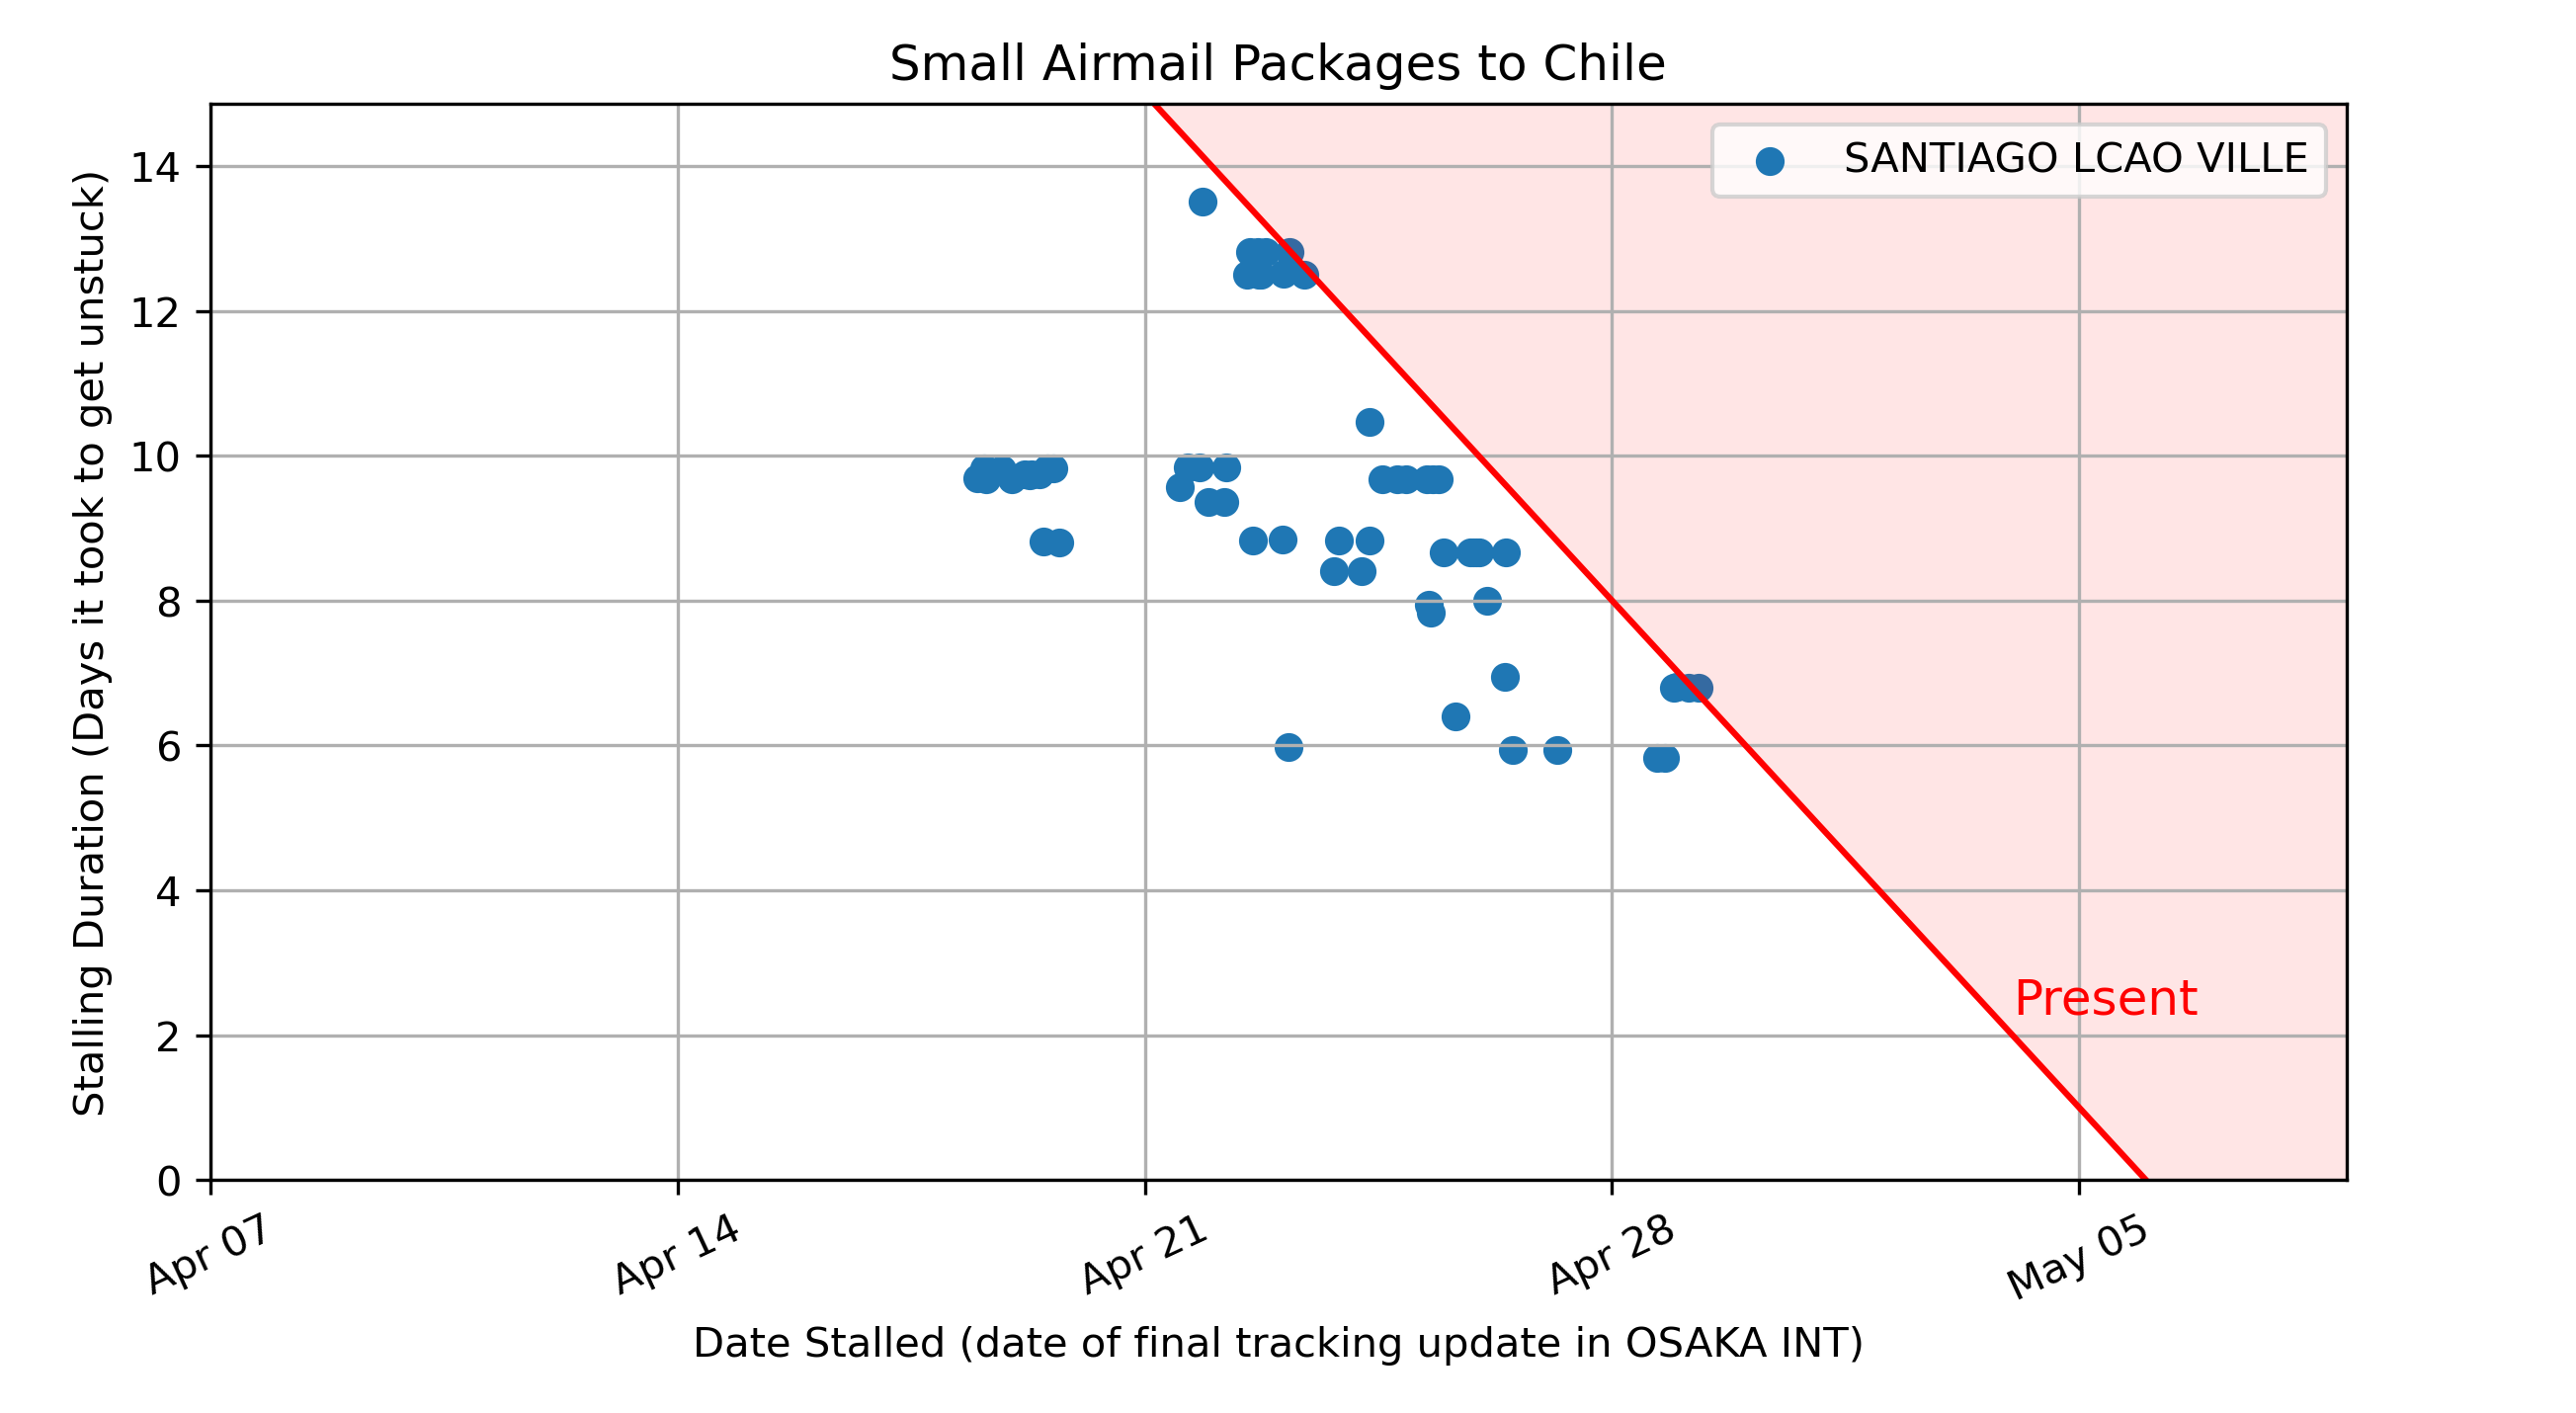 Small Airmail Packages to Chile
SANTIAGO LCAO VILLE
Stalling Duration (Days it took to get unstuck)
14
12
10
8
6
4
2
0
Present
Apr 07
Apr 14
Apr 21
Apr 28
May 05
Date Stalled (date of final tracking update in OSAKA INT)